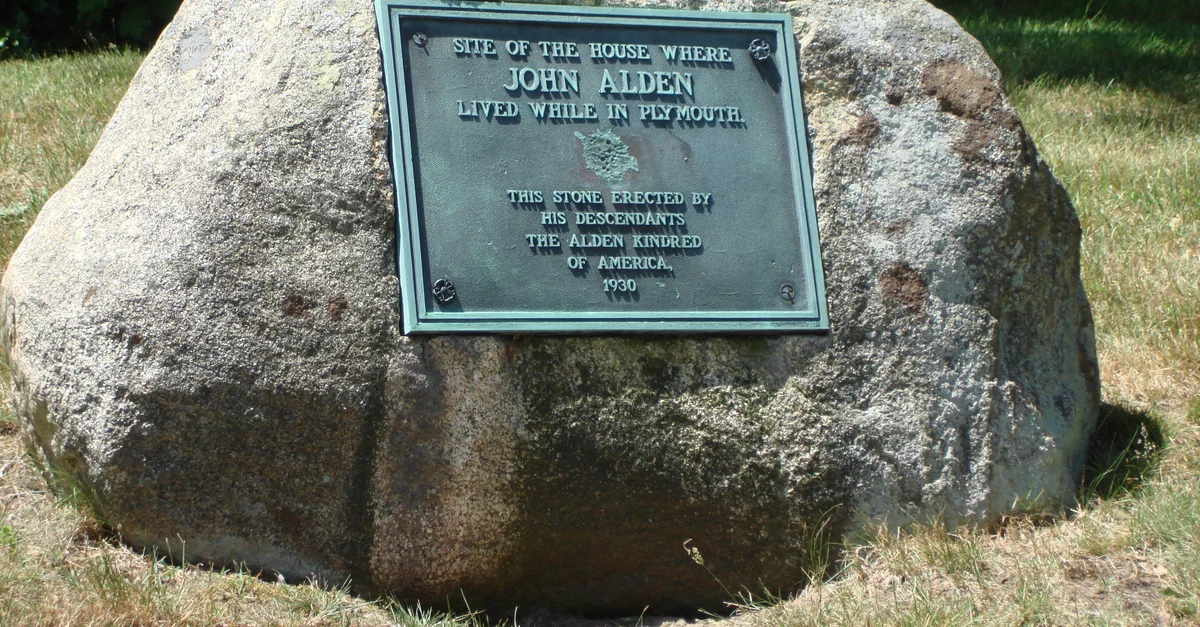 SITE OF THE HOUSE WHERE
JOHN ALDEN
LIVED WHILE IN PLYMOUTH.
THIS STONE ERECTED BY
HIS DESCENDANTS
THE ALDEN KINDRED
OF AMERICA,
1930